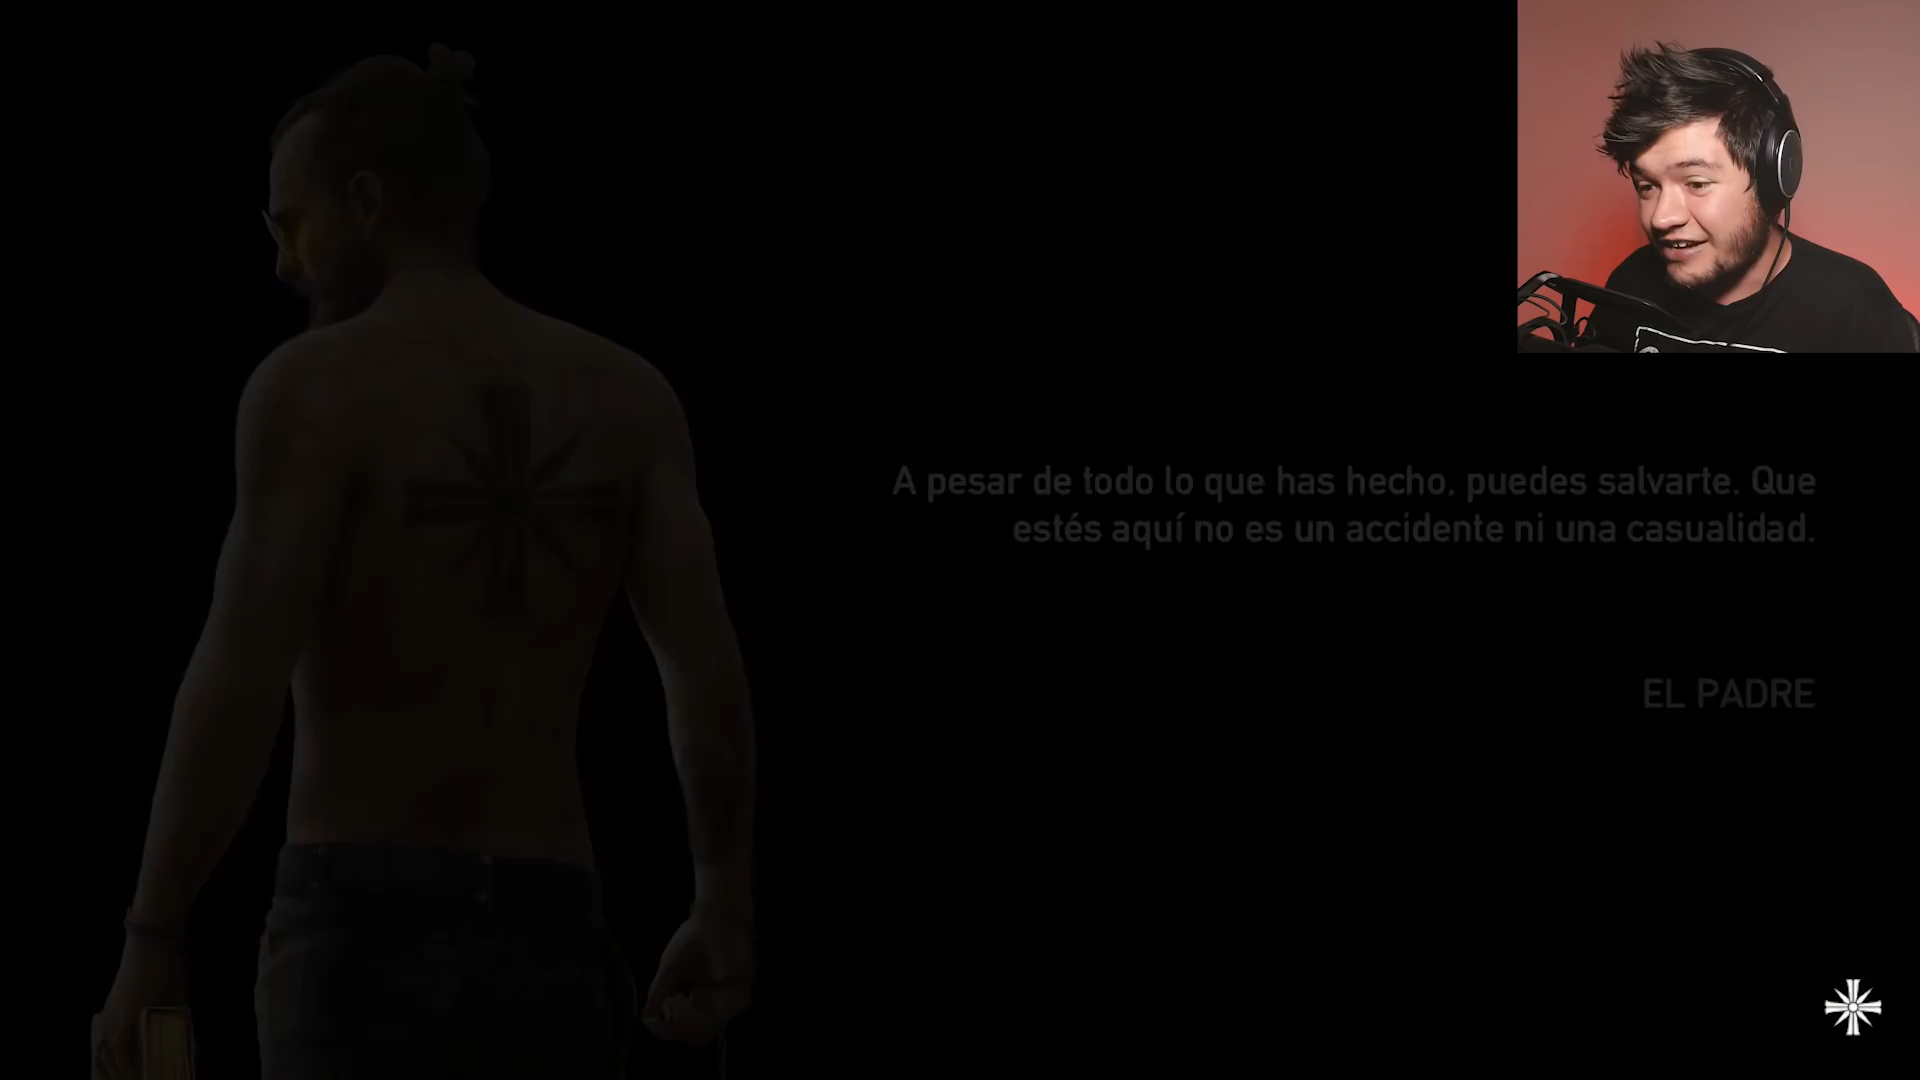 A pesar de todo lo que has hecho, puedes salvarte. Que
estés aquí no es un accidente ni una casualidad.
EL PADRE